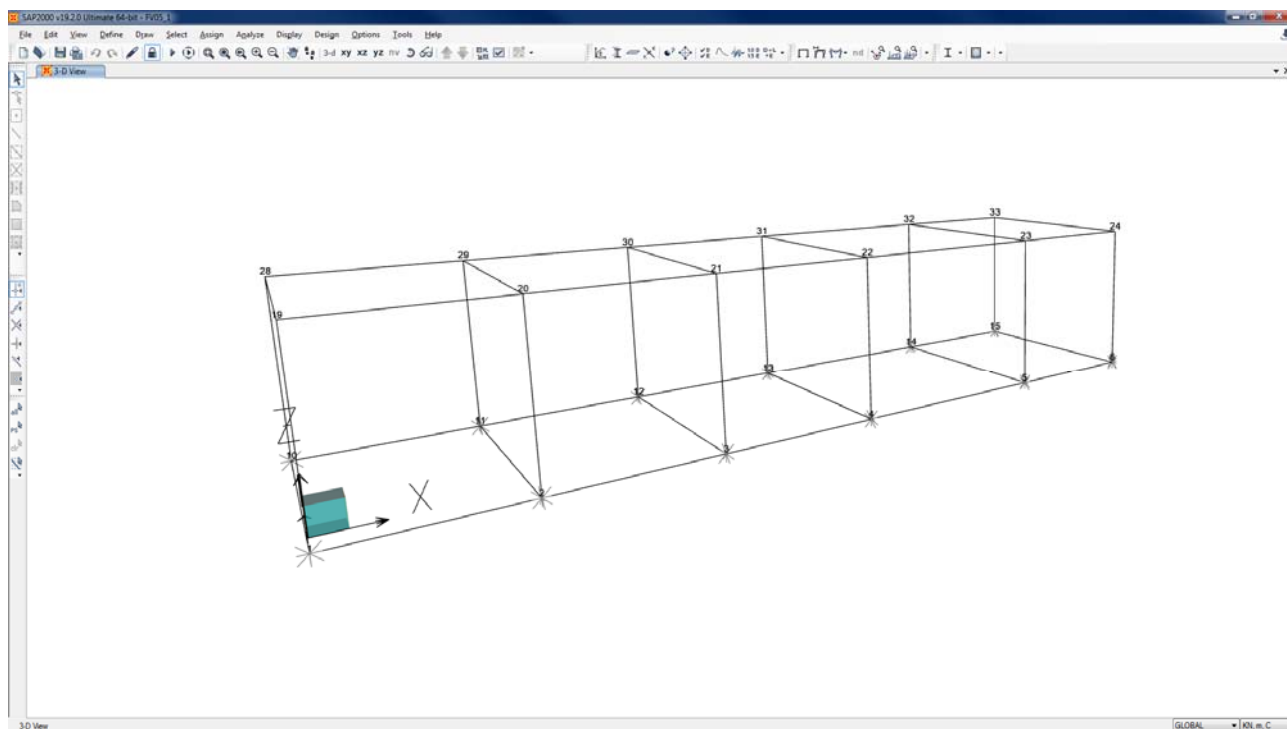 SAP2000 v19.2.0 Ultimate 64-bit - FV05_1
File Edit View Define Draw Select Assign Analyze Display Design Options Tools Help
3-d xy xz yz nv
nd
3-D View
33
32
24
31
23
30
22
29
21
28
20
19
15
14
6
13
5
12
4
11
3
10
Z
X
2
1
3-D View
GLOBAL
KN, m, C